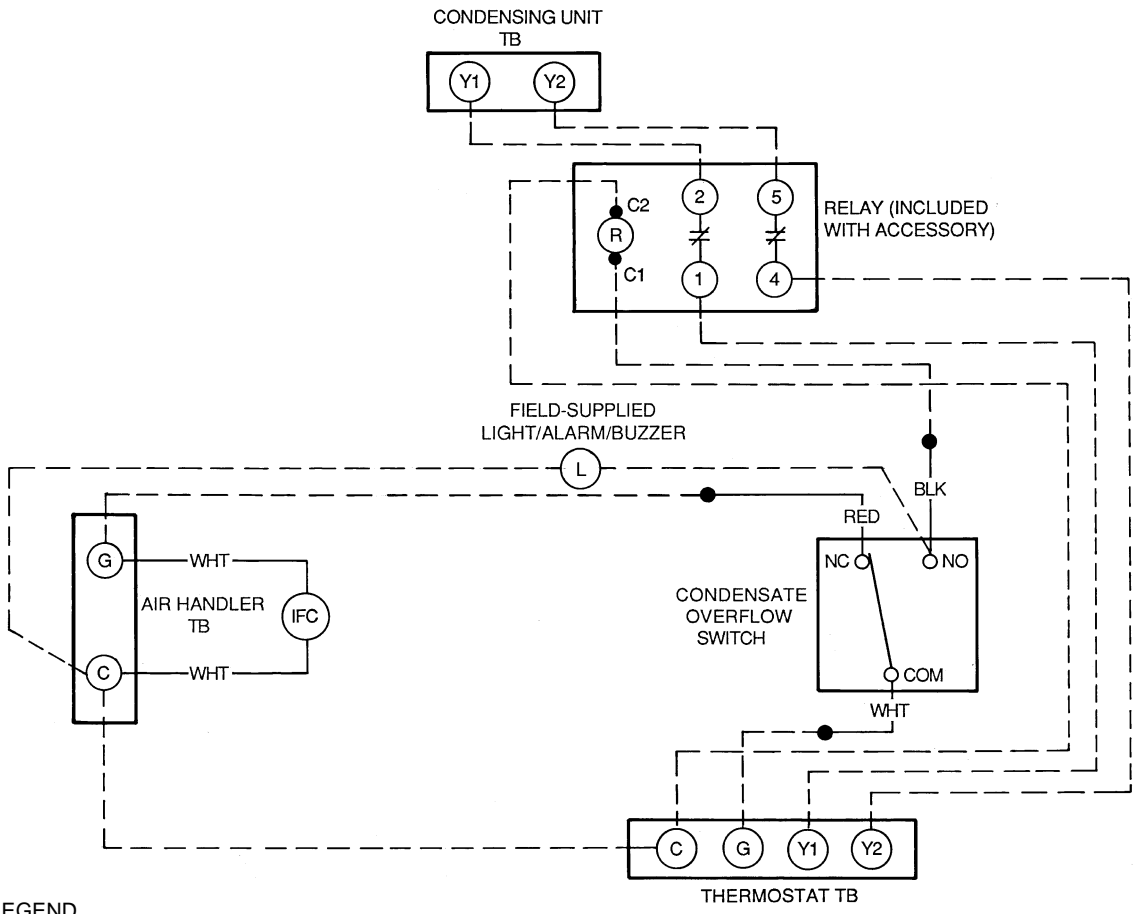 CONDENSING UNIT
TB
Y1
Y2
2
5
C2
R
C1
1
4
RELAY (INCLUDED
WITH ACCESSORY)
FIELD-SUPPLIED
LIGHT/ALARM/BUZZER
L
BLK
RED
G
WHT
NC
NO
AIR HANDLER
TB
IFC
CONDENSATE
OVERFLOW
SWITCH
C
WHT
COM
WHT
C
G
Y1
Y2
THERMOSTAT TB
EGEND